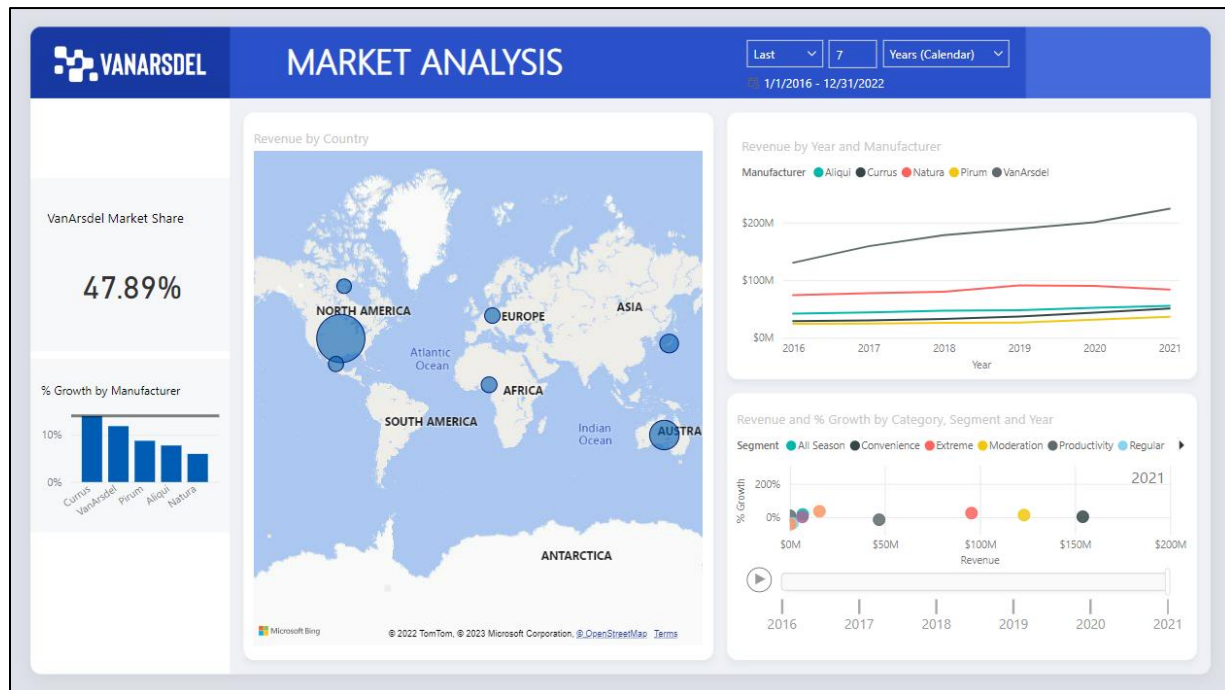 VANARSDEL
MARKET ANALYSIS
Last 7 Years (Calendar)
1/1/2016 - 12/31/2022
VanArsdel Market Share
47.89%
% Growth by Manufacturer
10%
0%
Currus VanArsdel Pirum Aliqui Natura
Revenue by Country
NORTH AMERICA
EUROPE
ASIA
Atlantic
Ocean
AFRICA
SOUTH AMERICA
Indian
Ocean
AUSTRA
ANTARCTICA
Microsoft Bing
© 2022 TomTom, © 2023 Microsoft Corporation, © OpenStreetMap Terms
Revenue by Year and Manufacturer
Manufacturer Aliqui Currus Natura Pirum VanArsdel
$200M
$100M
$0M
2016 2017 2018 2019 2020 2021
Year
Revenue and % Growth by Category, Segment and Year
Segment All Season Convenience Extreme Moderation Productivity Regular
2021
% Growth
200%
0%
$0M $50M $100M $150M $200M
Revenue
2016 2017 2018 2019 2020 2021